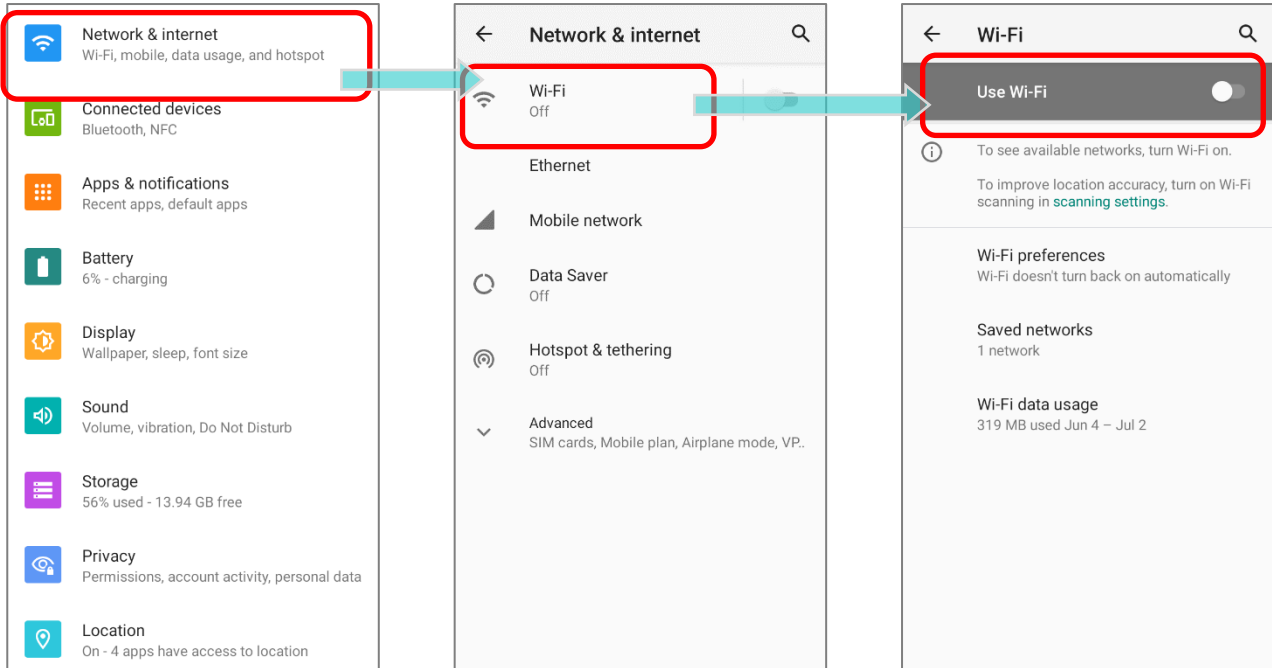 Network & internet
Wi-Fi, mobile, data usage, and hotspot
Connected devices
Bluetooth, NFC
Apps & notifications
Recent apps, default apps
Battery
6% - charging
Display
Wallpaper, sleep, font size
Sound
Volume, vibration, Do Not Disturb
Storage
56% used - 13.94 GB free
Privacy
Permissions, account activity, personal data
Location
On - 4 apps have access to location
Network & internet
Wi-Fi
Off
Ethernet
Mobile network
Data Saver
Off
Hotspot & tethering
Off
Advanced
SIM cards, Mobile plan, Airplane mode, VP..
Wi-Fi
Use Wi-Fi
To see available networks, turn Wi-Fi on.
To improve location accuracy, turn on Wi-Fi
scanning in scanning settings.
Wi-Fi preferences
Wi-Fi doesn't turn back on automatically
Saved networks
1 network
Wi-Fi data usage
319 MB used Jun 4 – Jul 2